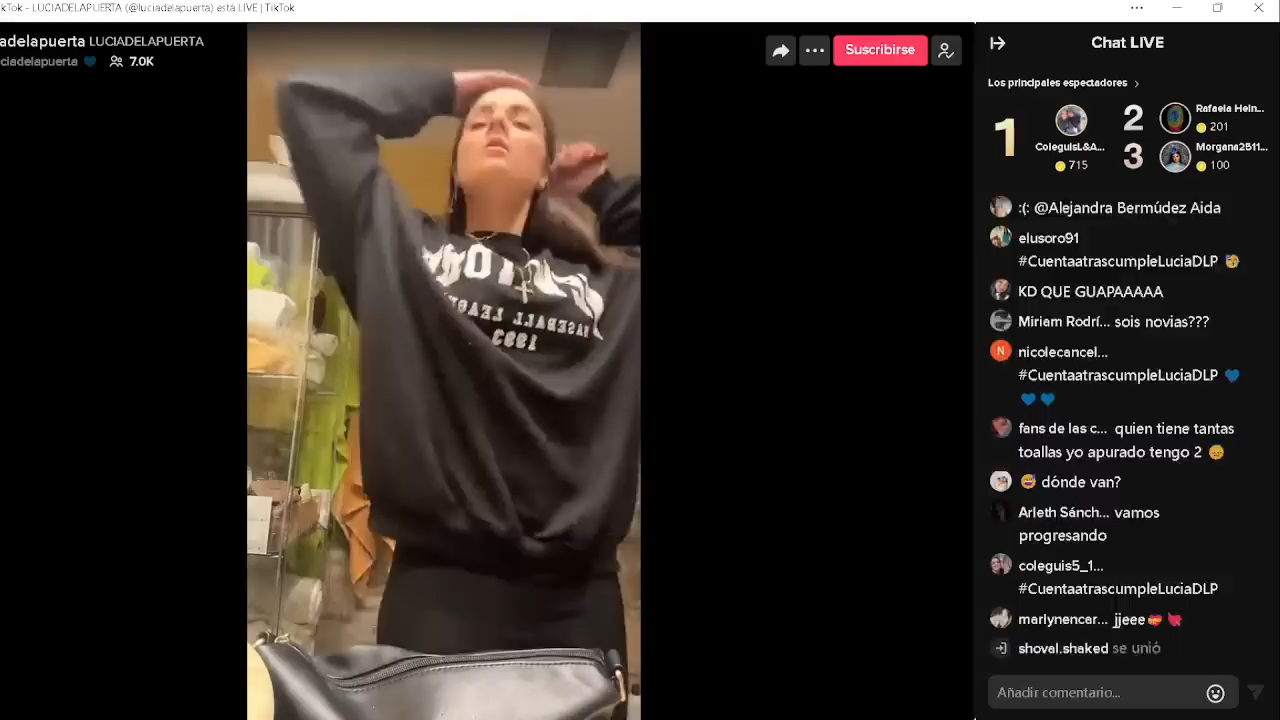 kTok - LUCIADELAPUERTA (@luciadelapuerta) está LIVE | TikTok
adelapuerta LUCIADELAPUERTA
ciadelapuerta 💙 7.0K
Suscribirse
Chat LIVE
Los principales espectadores
1 ColeguisL&A... 715
2 Rafaela Hein... 201
3 Morgana2511... 100
:(: @Alejandra Bermúdez Aida
elusoro91
#CuentaatrascumpleLuciaDLP 🥳
KD QUE GUAPAAAAA
Miriam Rodrí... sois novias???
N nicolecancel...
#CuentaatrascumpleLuciaDLP 💙
💙 💙
fans de las c... quien tiene tantas
toallas yo apurado tengo 2
😅 dónde van?
Arleth Sánch... vamos
progresando
coleguis5_1...
#CuentaatrascumpleLuciaDLP
marlynencar... jjeee💝 💘
shoval.shaked se unió
Añadir comentario...
BASEBALL LEAGUE
1993